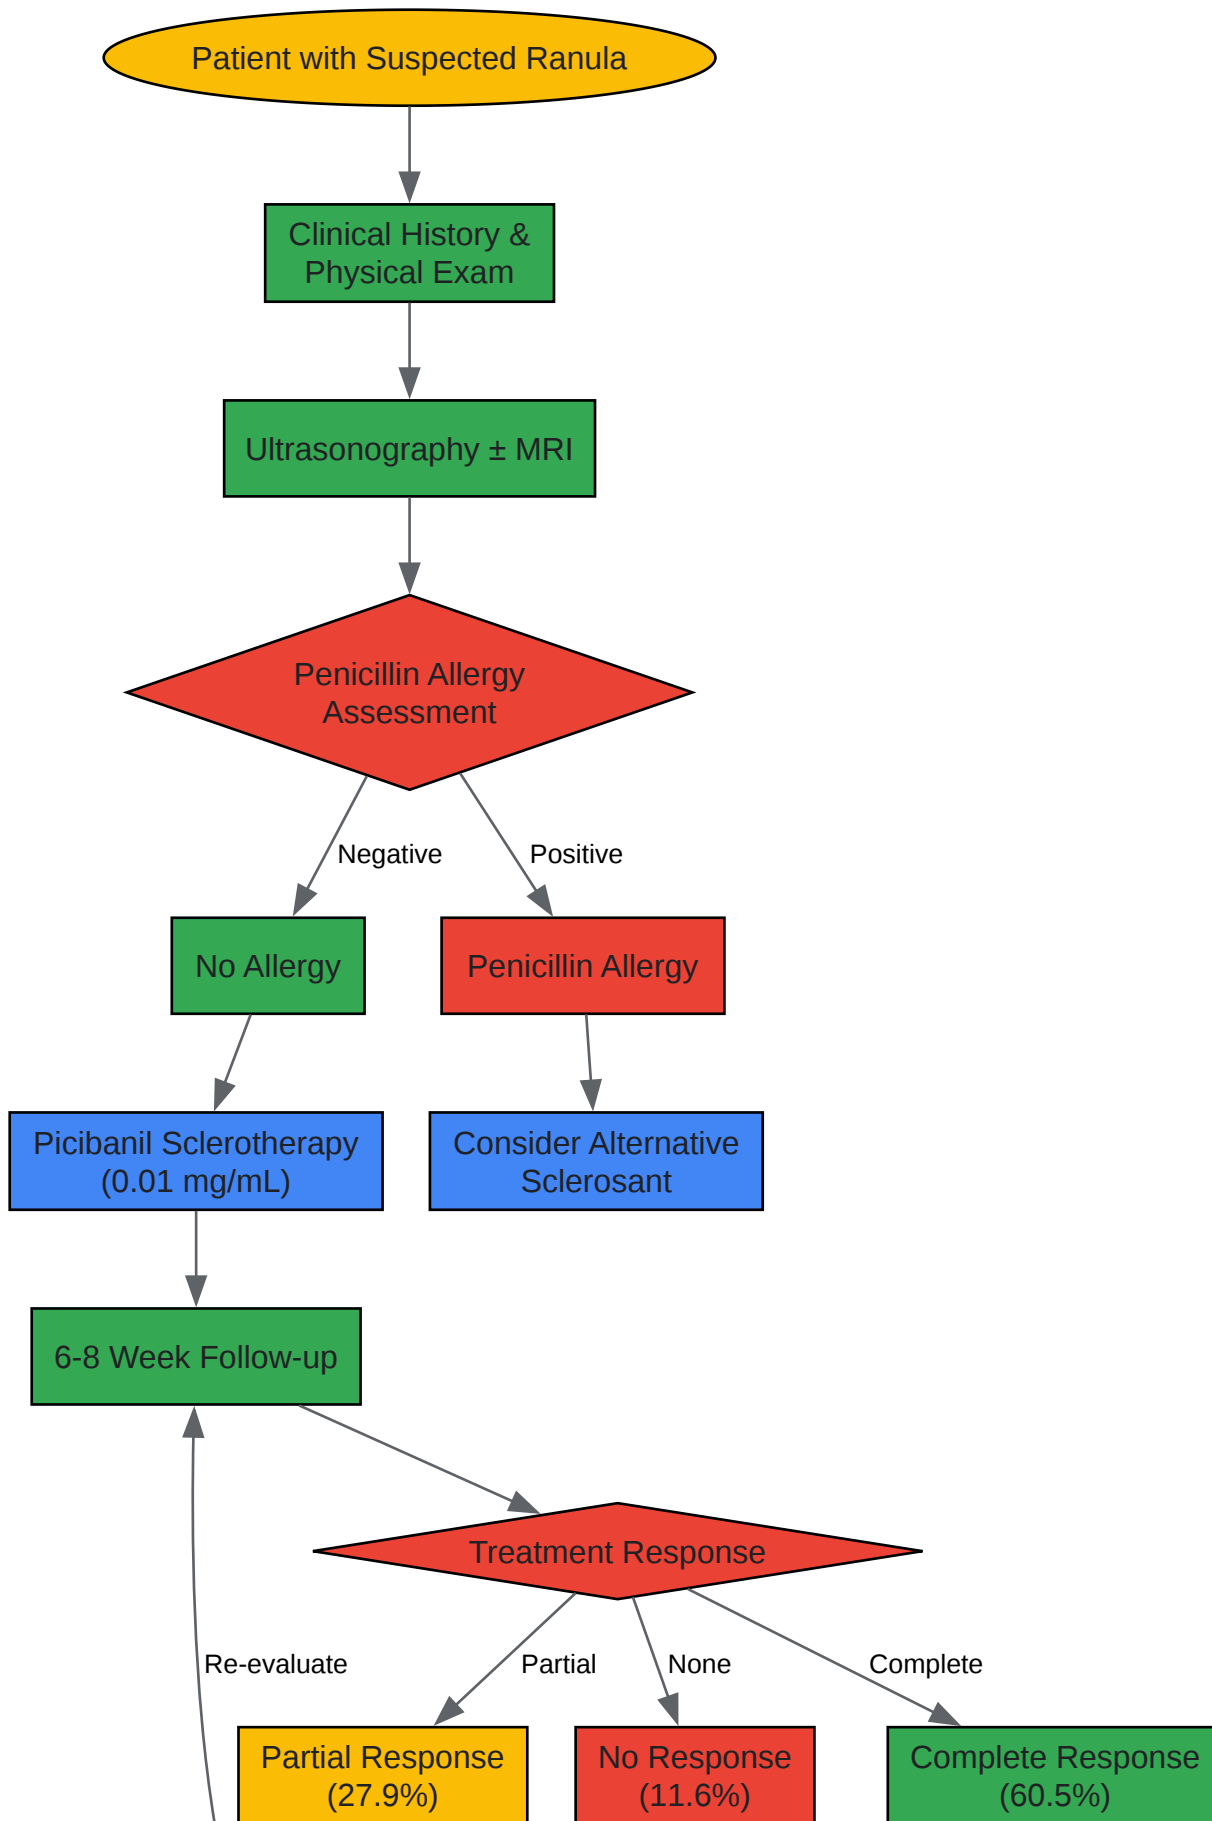 Patient with Suspected Ranula
Clinical History &
Physical Exam
Ultrasonography ± MRI
Penicillin Allergy
Assessment
Negative
Positive
No Allergy
Penicillin Allergy
Picibanil Sclerotherapy
(0.01 mg/mL)
Consider Alternative
Sclerosant
6-8 Week Follow-up
Treatment Response
Re-evaluate
Partial
None
Complete
Partial Response
(27.9%)
No Response
(11.6%)
Complete Response
(60.5%)